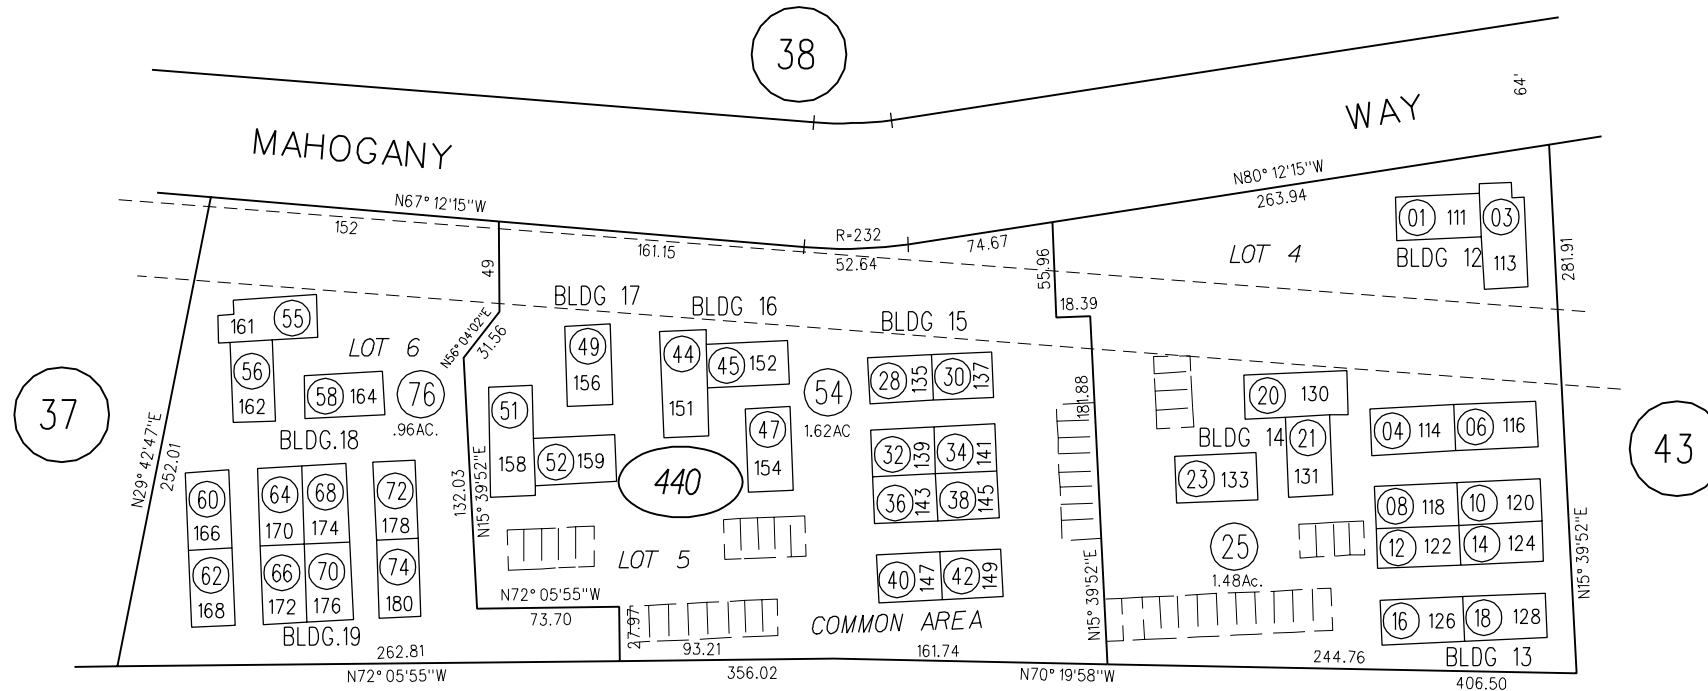 38
64'
WAY
MAHOGANY
N67° 12'15"W
152
161.15
R=232
52.64
74.67
N80° 12'15"W
263.94
49
55.96
18.39
LOT 4
01 111 03
BLDG 12 113
281.91
BLDG 17
BLDG 16
BLDG 15
161 55
LOT 6
N56° 04'02"E
31.56
56
162
58 164
76
.96AC.
BLDG.18
49
156
44
151
45 152
54
1.62AC
28 135 30 137
181.88
20 130
BLDG 14
21
131
23 133
04 114 06 116
37
43
N29° 42'47"E
252.01
51
158
52 159
440
47
154
32 139 34 141
36 143 38 145
60
166
62
168
64
170
66
172
68
174
70
176
72
178
74
180
BLDG.19
132.03
N15° 39'52"E
LOT 5
40 147 42 149
25
1.48Ac.
08 118 10 120
12 122 14 124
16 126 18 128
BLDG 13
N15° 39'52"E
N15° 39'52"E
N72° 05'55"W
73.70
27.97
COMMON AREA
262.81
93.21
161.74
244.76
N72° 05'55"W
356.02
N70° 19'58"W
406.50